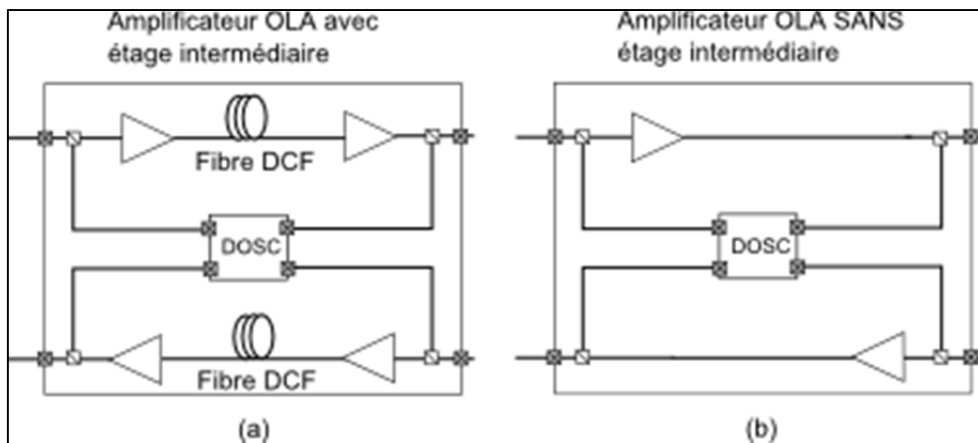 Amplificateur OLA avec
étage intermédiaire
Fibre DCF
DOSC
Fibre DCF
(a)
Amplificateur OLA SANS
étage intermédiaire
DOSC
(b)